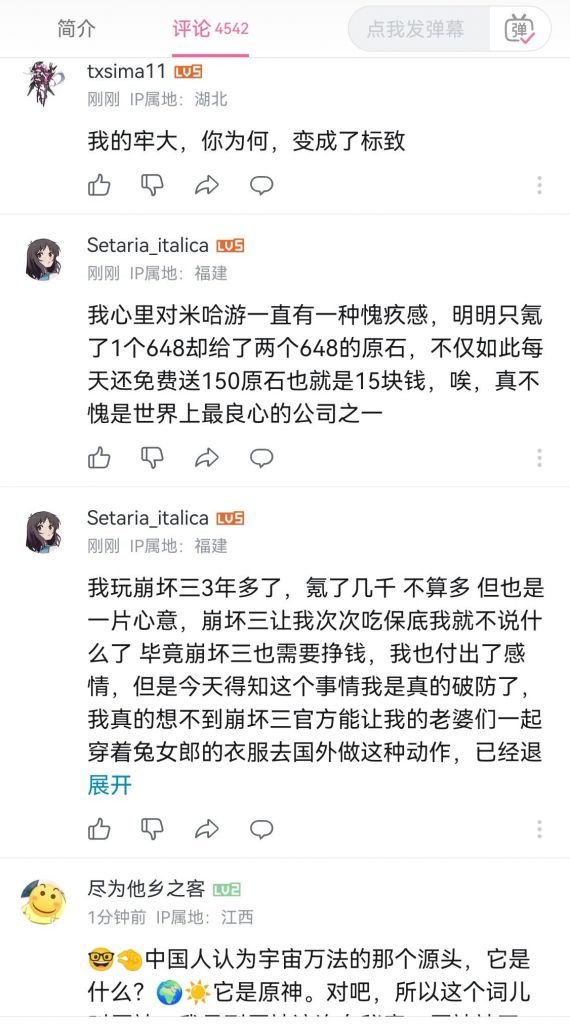 简介
评论 4542
点我发弹幕
弹
txsima11 LV5
刚刚 IP属地：湖北
我的牢大，你为何，变成了标致
Setaria_italica LV5
刚刚 IP属地：福建
我心里对米哈游一直有一种愧疚感，明明只氪
了1个648却给了两个648的原石，不仅如此每
天还免费送150原石也就是15块钱，唉，真不
愧是世界上最良心的公司之一
Setaria_italica LV5
刚刚 IP属地：福建
我玩崩坏三3年多了，氪了几千 不算多 但也是
一片心意，崩坏三让我次次吃保底我就不说什
么了 毕竟崩坏三也需要挣钱，我也付出了感
情，但是今天得知这个事情我是真的破防了，
我真的想不到崩坏三官方能让我的老婆们一起
穿着兔女郎的衣服去国外做这种动作，已经退
展开
尽为他乡之客 LV2
1分钟前 IP属地：江西
🤓🤏中国人认为宇宙万法的那个源头，它是
什么？🌍☀️它是原神。对吧，所以这个词儿